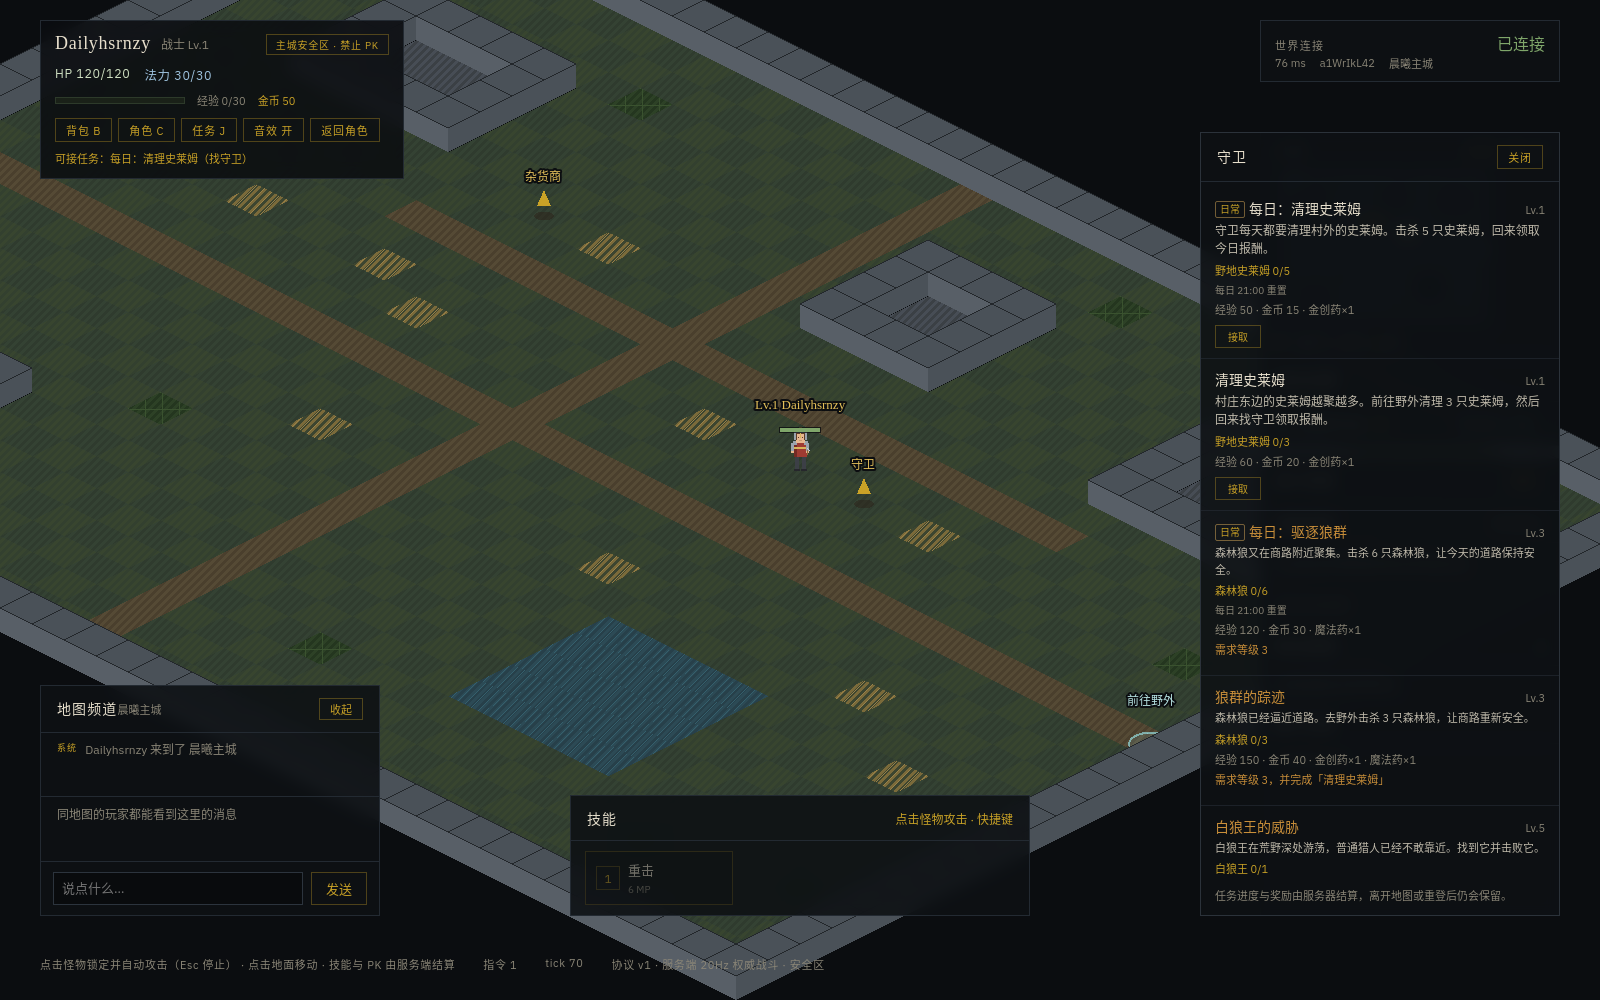 Dailyhsrnzy 战士 Lv.1 主城安全区 · 禁止 PK
HP 120/120 法力 30/30
经验 0/30 金币 50
背包 B 角色 C 任务 J 音效 开 返回角色
可接任务：每日：清理史莱姆（找守卫）
世界连接 已连接
76 ms a1WrIkL42 晨曦主城
杂货商
Lv.1 Dailyhsrnzy
守卫
前往野外
守卫 关闭
日常 每日：清理史莱姆 Lv.1
守卫每天都要清理村外的史莱姆。击杀 5 只史莱姆，回来领取
今日报酬。
野地史莱姆 0/5
每日 21:00 重置
经验 50 · 金币 15 · 金创药×1
接取
清理史莱姆 Lv.1
村庄东边的史莱姆越聚越多。前往野外清理 3 只史莱姆，然后
回来找守卫领取报酬。
野地史莱姆 0/3
经验 60 · 金币 20 · 金创药×1
接取
日常 每日：驱逐狼群 Lv.3
森林狼又在商路附近聚集。击杀 6 只森林狼，让今天的道路保持安
全。
森林狼 0/6
每日 21:00 重置
经验 120 · 金币 30 · 魔法药×1
需求等级 3
狼群的踪迹 Lv.3
森林狼已经逼近道路。去野外击杀 3 只森林狼，让商路重新安全。
森林狼 0/3
经验 150 · 金币 40 · 金创药×1 · 魔法药×1
需求等级 3，并完成「清理史莱姆」
白狼王的威胁 Lv.5
白狼王在荒野深处游荡，普通猎人已经不敢靠近。找到它并击败它。
白狼王 0/1
任务进度与奖励由服务器结算，离开地图或重登后仍会保留。
地图频道 晨曦主城 收起
系统 Dailyhsrnzy 来到了 晨曦主城
同地图的玩家都能看到这里的消息
说点什么... 发送
技能 点击怪物攻击 · 快捷键
1 重击
6 MP
点击怪物锁定并自动攻击（Esc 停止） · 点击地面移动 · 技能与 PK 由服务端结算 指令 1 tick 70 协议 v1 · 服务端 20Hz 权威战斗 · 安全区